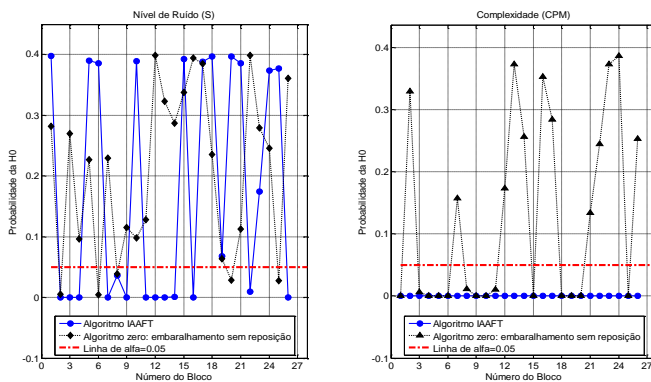 Nível de Ruído (S)
0.4
0.3
0.2
0.1
0
-0.1
Probabilidade da H0
Algoritmo IAAFT
Algoritmo zero: embaralhamento sem reposição
Linha de alfa=0.05
0 3 6 9 12 15 18 21 24 27
Número do Bloco
Complexidade (CPM)
0.4
0.3
0.2
0.1
0
-0.1
Probabilidade da H0
Algoritmo IAAFT
Algoritmo zero: embaralhamento sem reposição
Linha de alfa=0.05
0 3 6 9 12 15 18 21 24 27
Número do Bloco